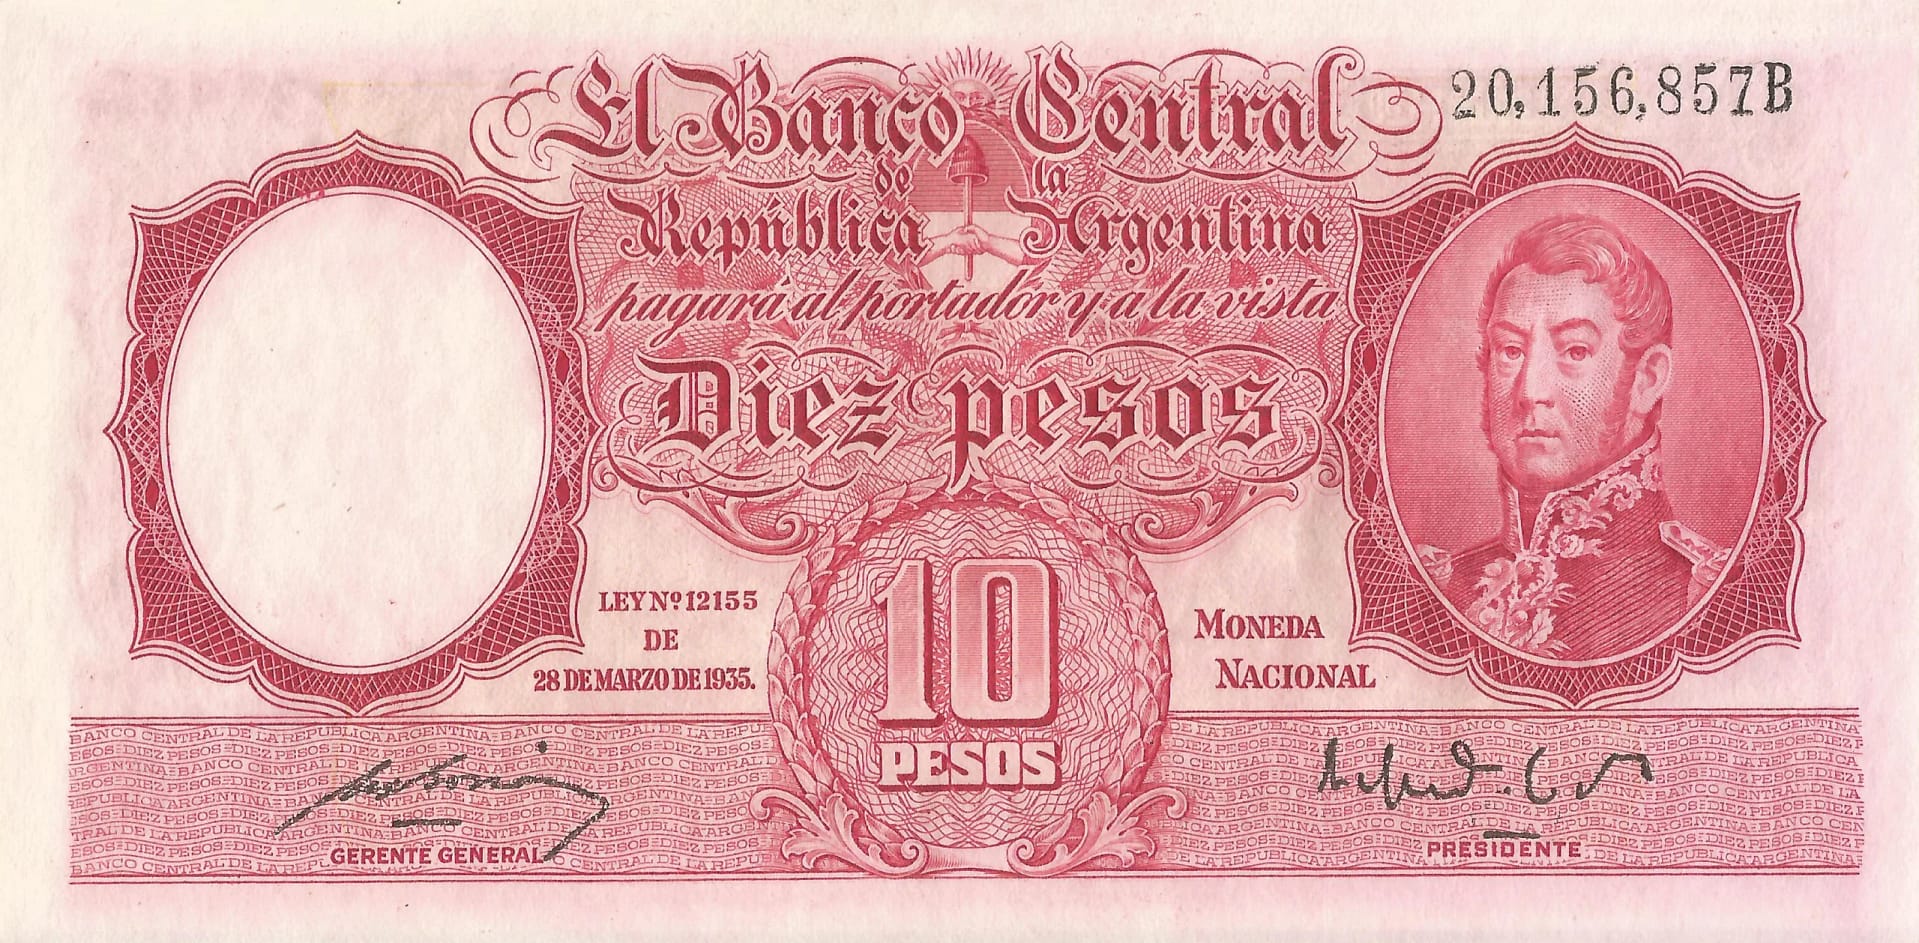 El Banco Central
20,156,857B
de la
República Argentina
pagará al portador y a la vista
Diez pesos
LEY Nº 12155
DE
28 DE MARZO DE 1935.
10
PESOS
MONEDA
NACIONAL
GERENTE GENERAL
PRESIDENTE